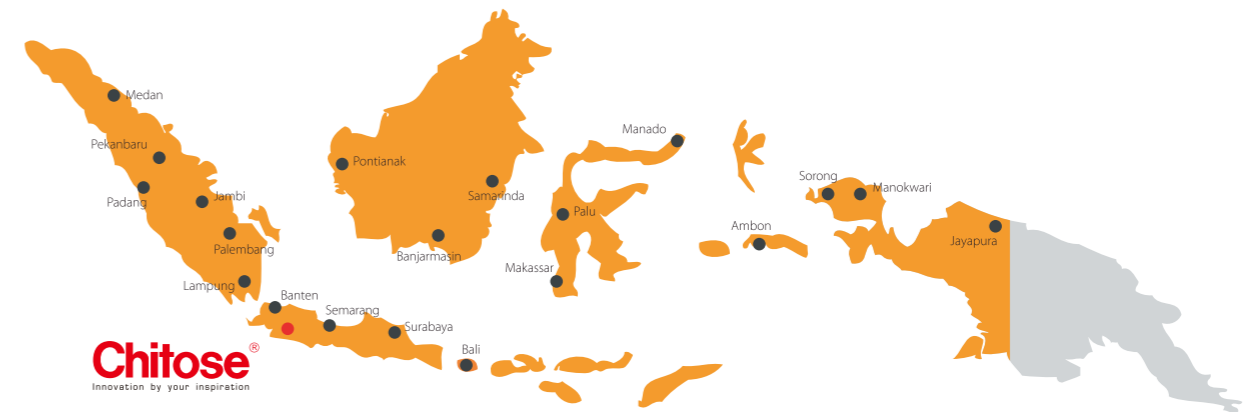 Medan
Pekanbaru
Padang
Jambi
Palembang
Lampung
Pontianak
Samarinda
Banjarmasin
Manado
Palu
Makassar
Ambon
Sorong
Manokwari
Jayapura
Banten
Semarang
Surabaya
Bali
Chitose®
Innovation by your inspiration